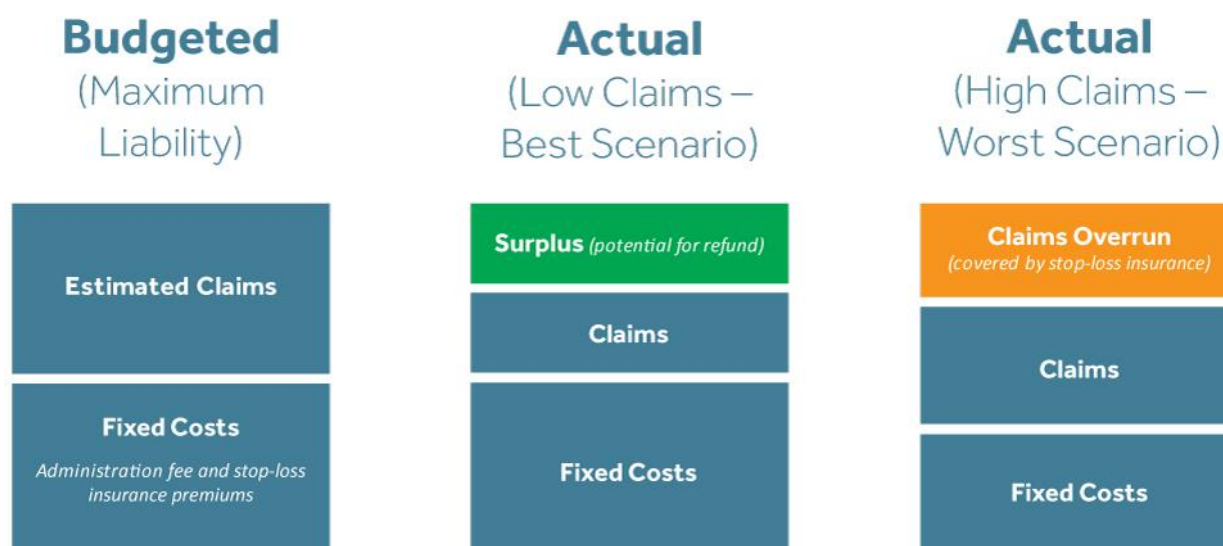 Budgeted
(Maximum
Liability)
Estimated Claims
Fixed Costs
Administration fee and stop-loss
insurance premiums
Actual
(Low Claims –
Best Scenario)
Surplus (potential for refund)
Claims
Fixed Costs
Actual
(High Claims –
Worst Scenario)
Claims Overrun
(covered by stop-loss insurance)
Claims
Fixed Costs